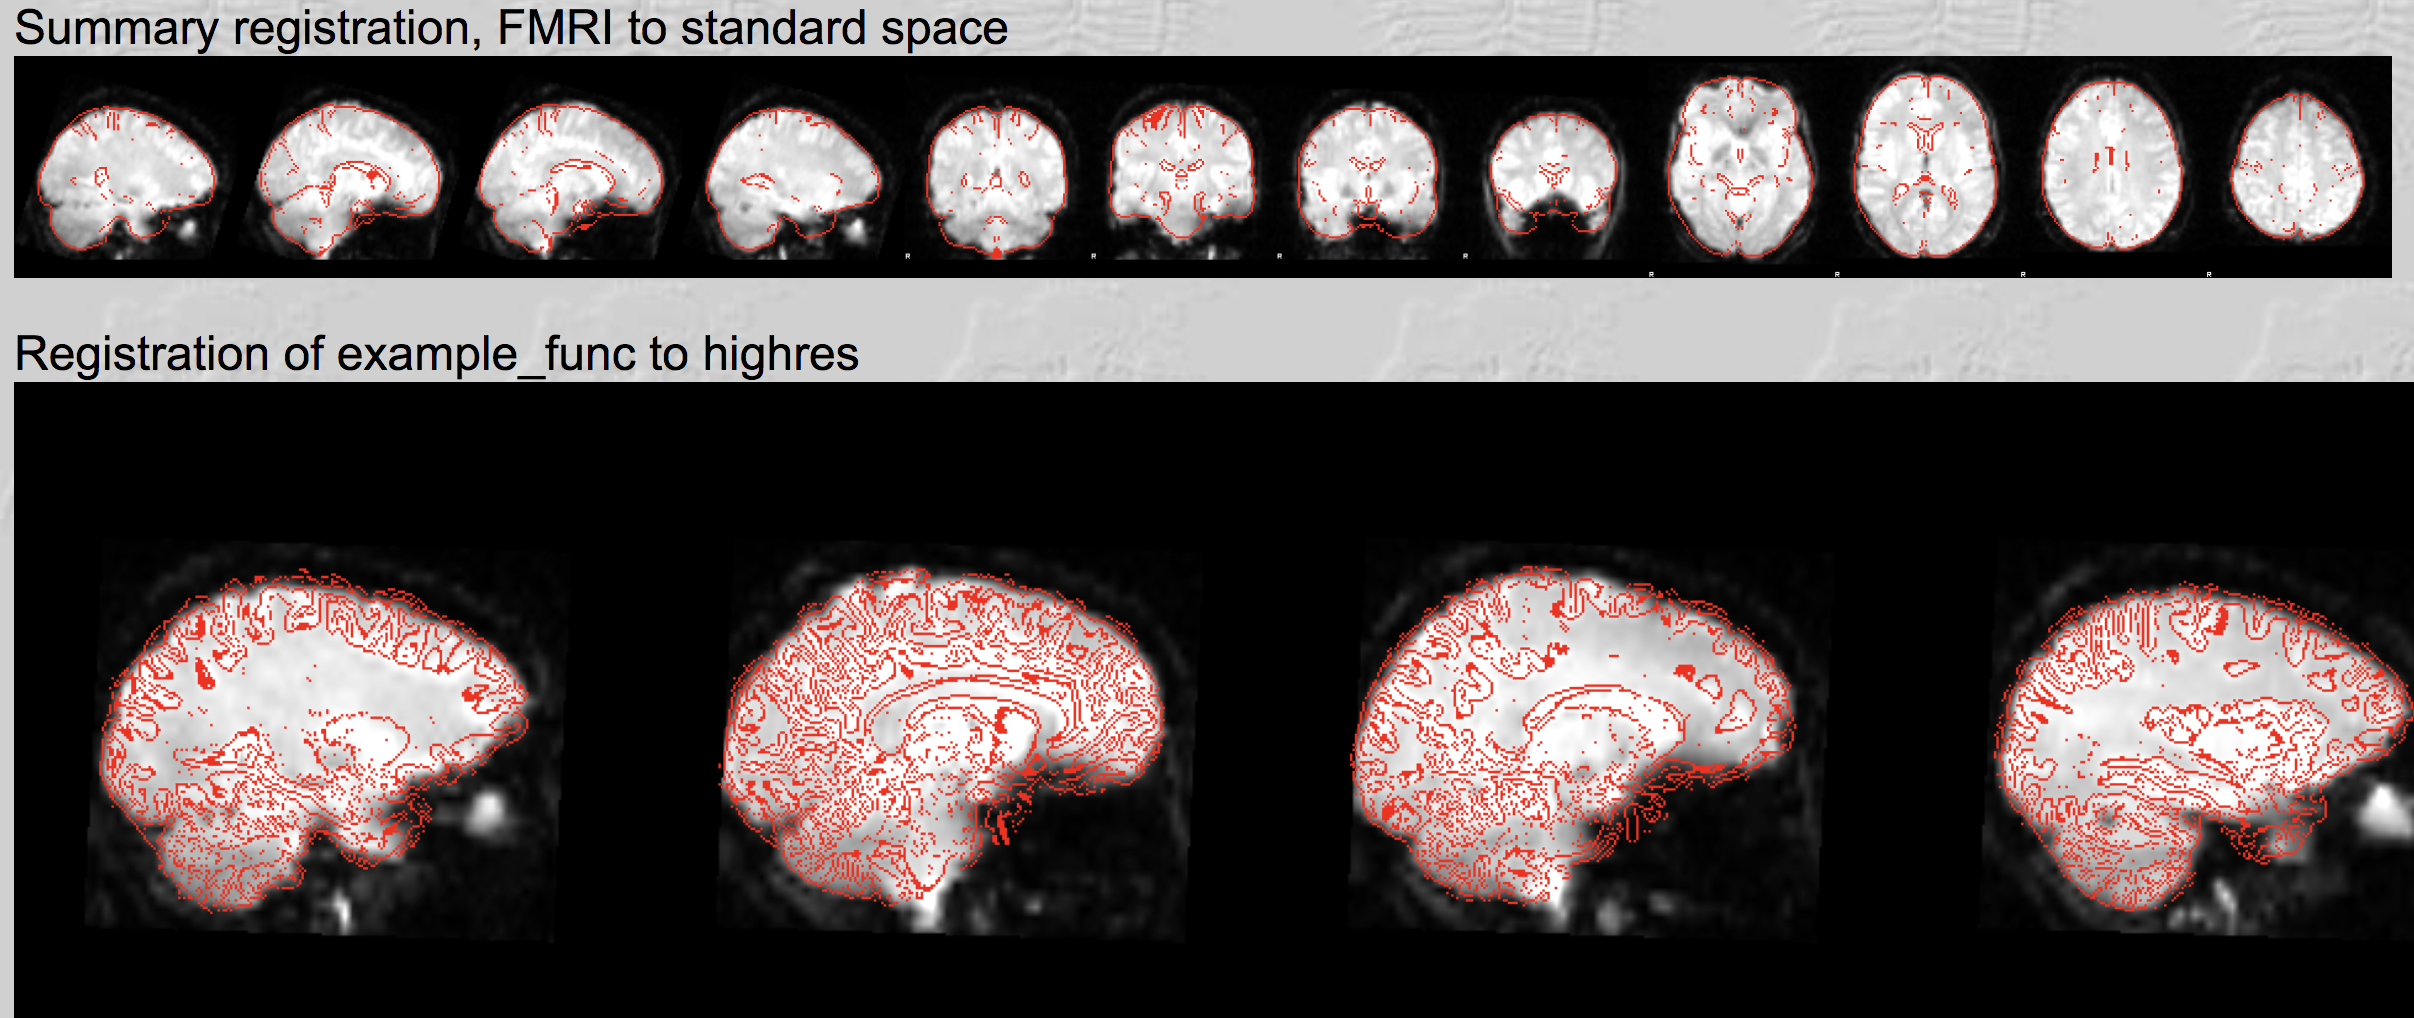 Summary registration, FMRI to standard space
R R R R R R R R
Registration of example_func to highres